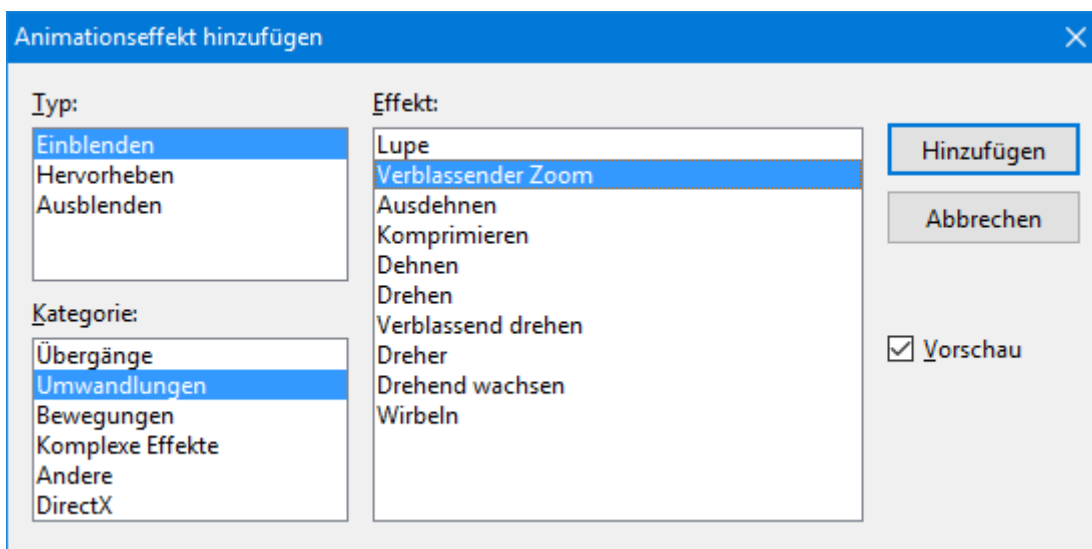 Animationseffekt hinzufügen
Typ:
Einblenden
Hervorheben
Ausblenden
Kategorie:
Übergänge
Umwandlungen
Bewegungen
Komplexe Effekte
Andere
DirectX
Effekt:
Lupe
Verblassender Zoom
Ausdehnen
Komprimieren
Dehnen
Drehen
Verblassend drehen
Dreher
Drehend wachsen
Wirbeln
Hinzufügen
Abbrechen
Vorschau